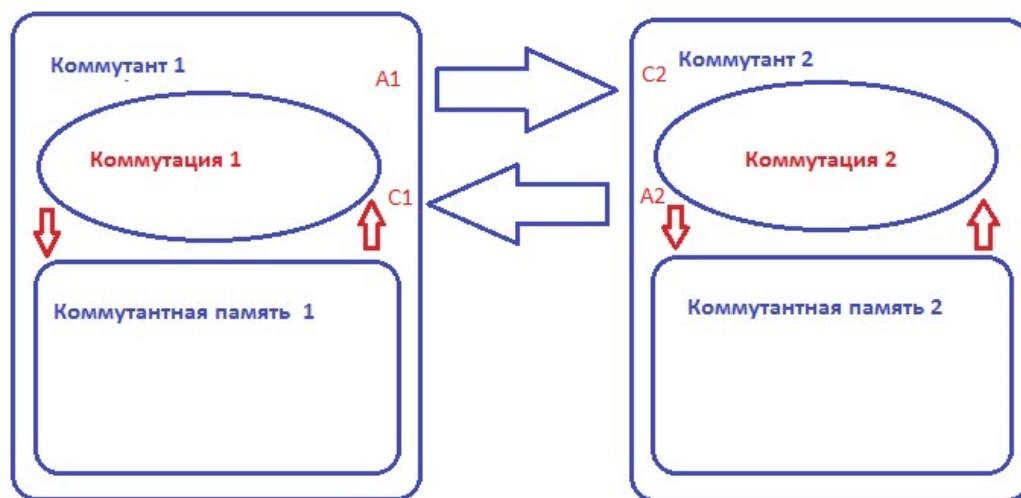 Коммутант 1
A1
Коммутация 1
C1
Коммутантная память 1
Коммутант 2
C2
Коммутация 2
A2
Коммутантная память 2